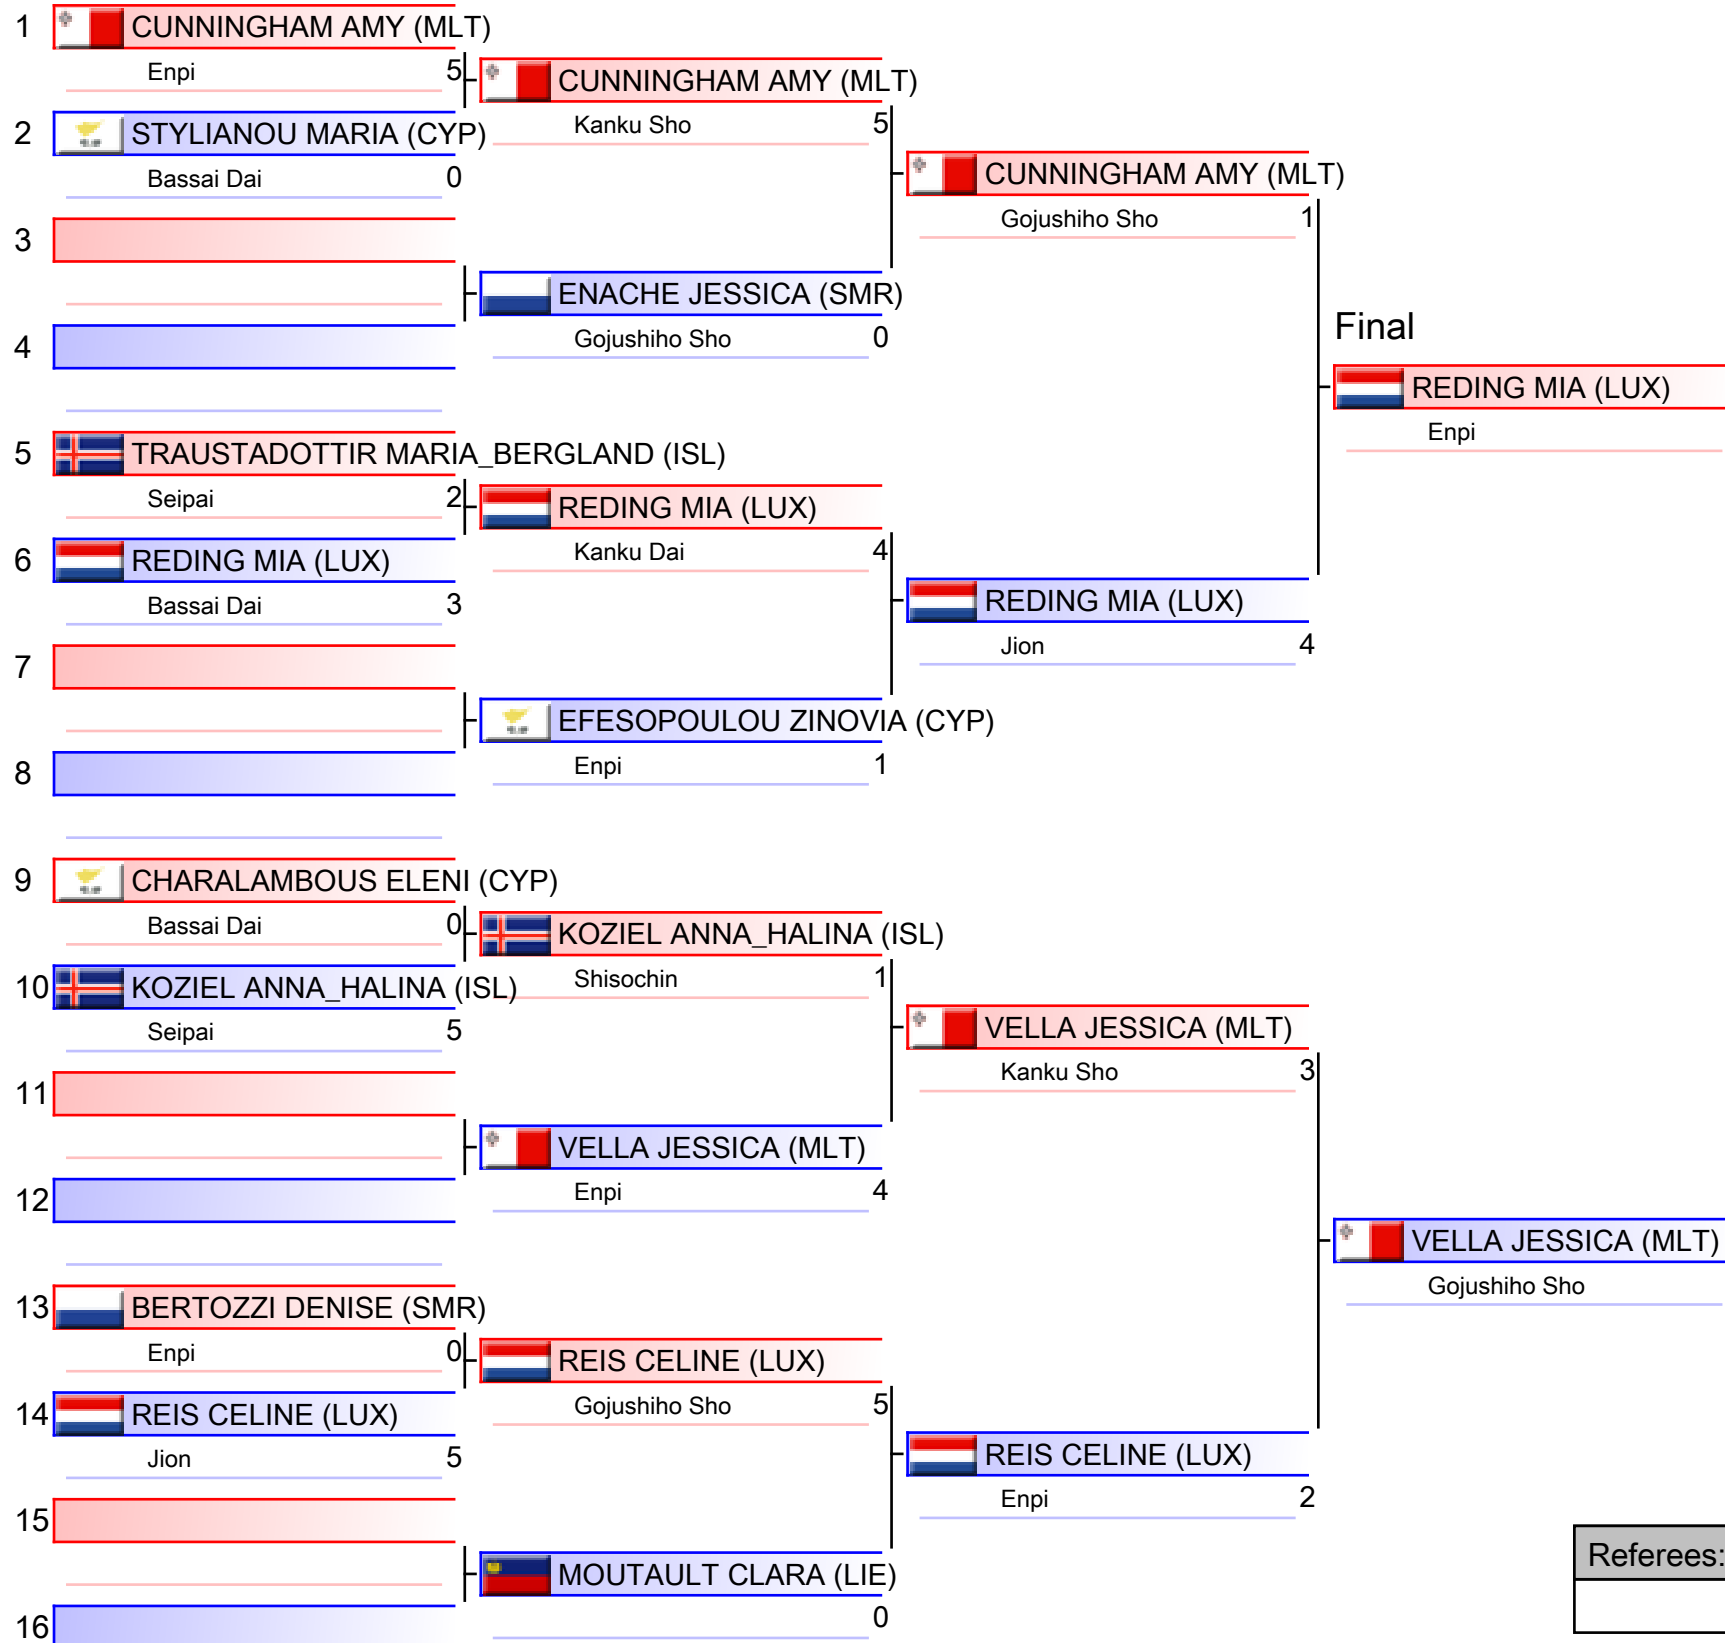 1 CUNNINGHAM AMY (MLT)
Enpi 5
CUNNINGHAM AMY (MLT)
Kanku Sho 5
2 STYLIANOU MARIA (CYP)
Bassai Dai 0
CUNNINGHAM AMY (MLT)
Gojushiho Sho 1
3
ENACHE JESSICA (SMR)
Gojushiho Sho 0
4
Final
REDING MIA (LUX)
Enpi
5 TRAUSTADOTTIR MARIA_BERGLAND (ISL)
Seipai 2
REDING MIA (LUX)
Kanku Dai 4
6 REDING MIA (LUX)
Bassai Dai 3
REDING MIA (LUX)
Jion 4
7
EFESOPOULOU ZINOVIA (CYP)
Enpi 1
8
9 CHARALAMBOUS ELENI (CYP)
Bassai Dai 0
KOZIEL ANNA_HALINA (ISL)
Shisochin 1
10 KOZIEL ANNA_HALINA (ISL)
Seipai 5
VELLA JESSICA (MLT)
Kanku Sho 3
11
VELLA JESSICA (MLT)
Enpi 4
12
VELLA JESSICA (MLT)
Gojushiho Sho
13 BERTOZZI DENISE (SMR)
Enpi 0
REIS CELINE (LUX)
Gojushiho Sho 5
14 REIS CELINE (LUX)
Jion 5
REIS CELINE (LUX)
Enpi 2
15
MOUTAULT CLARA (LIE)
0
16
Referees: